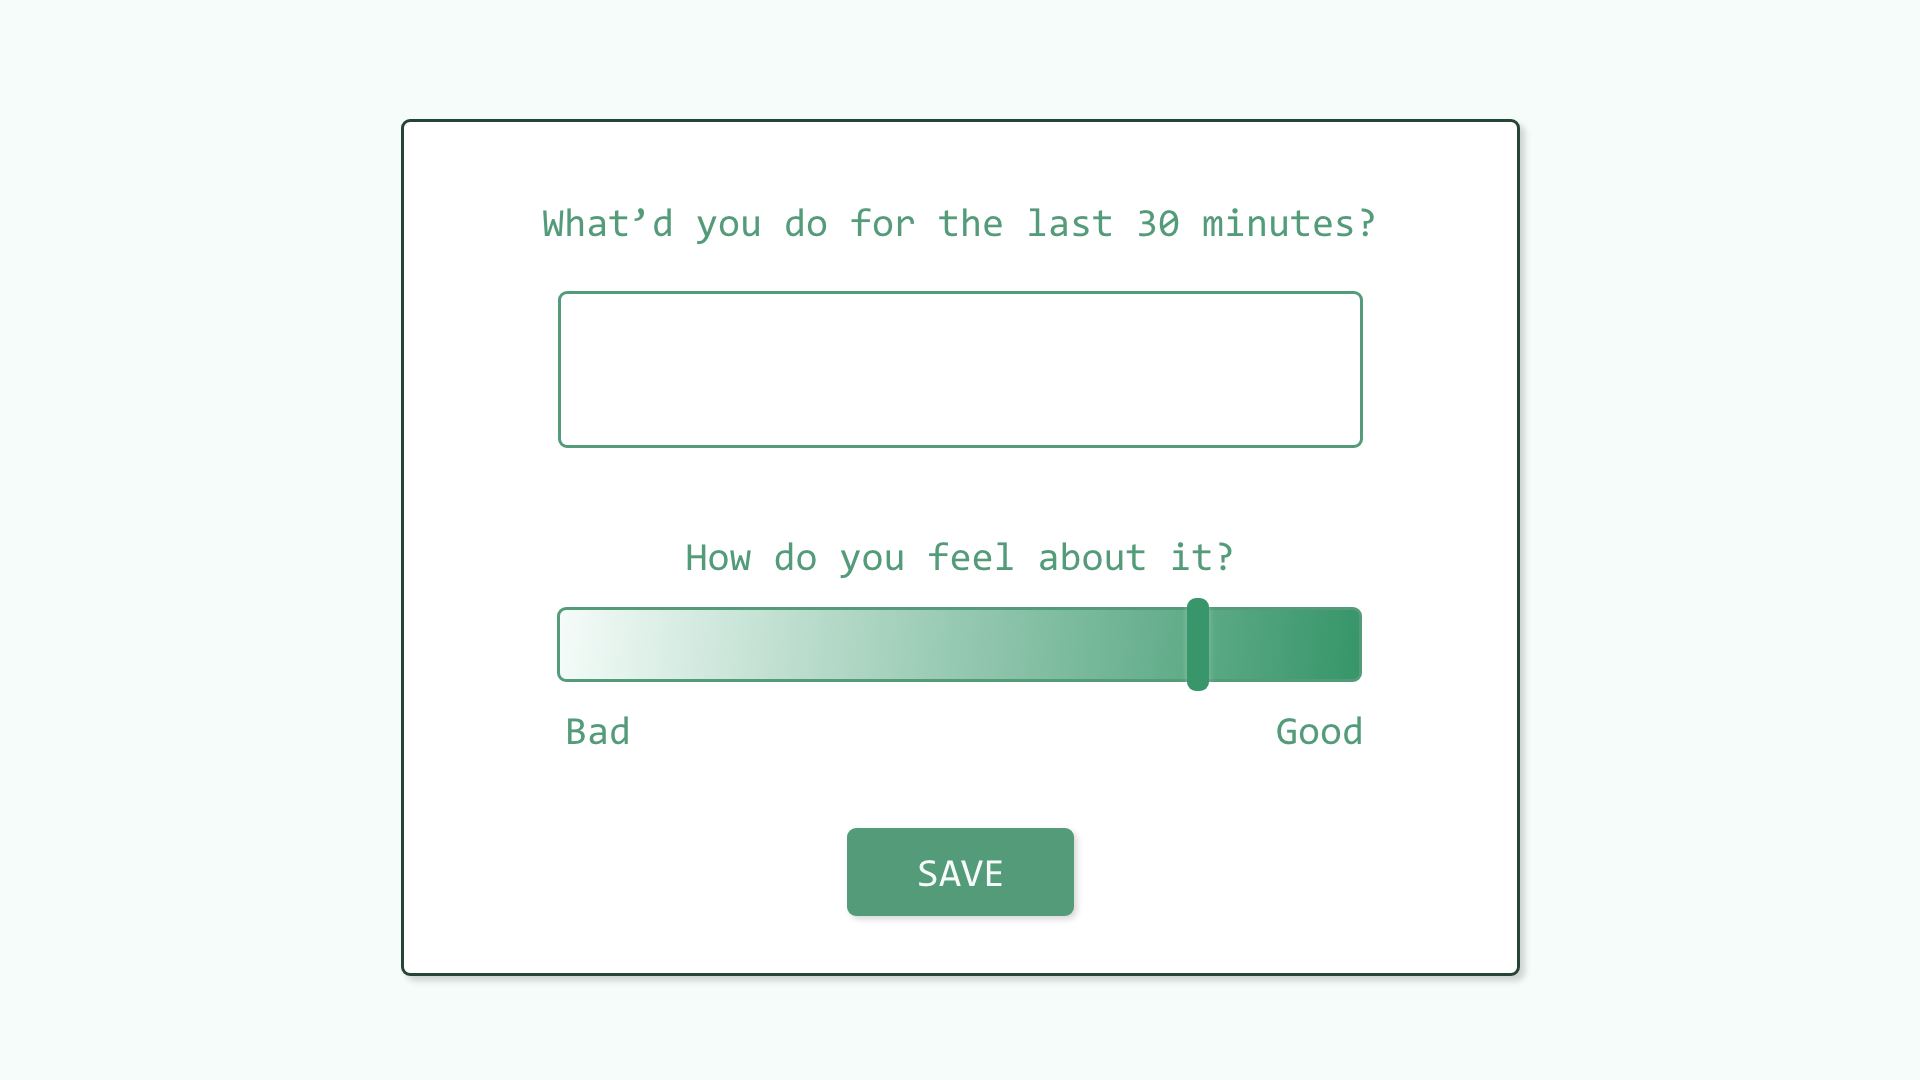 What’d you do for the last 30 minutes?
How do you feel about it?
Bad
Good
SAVE